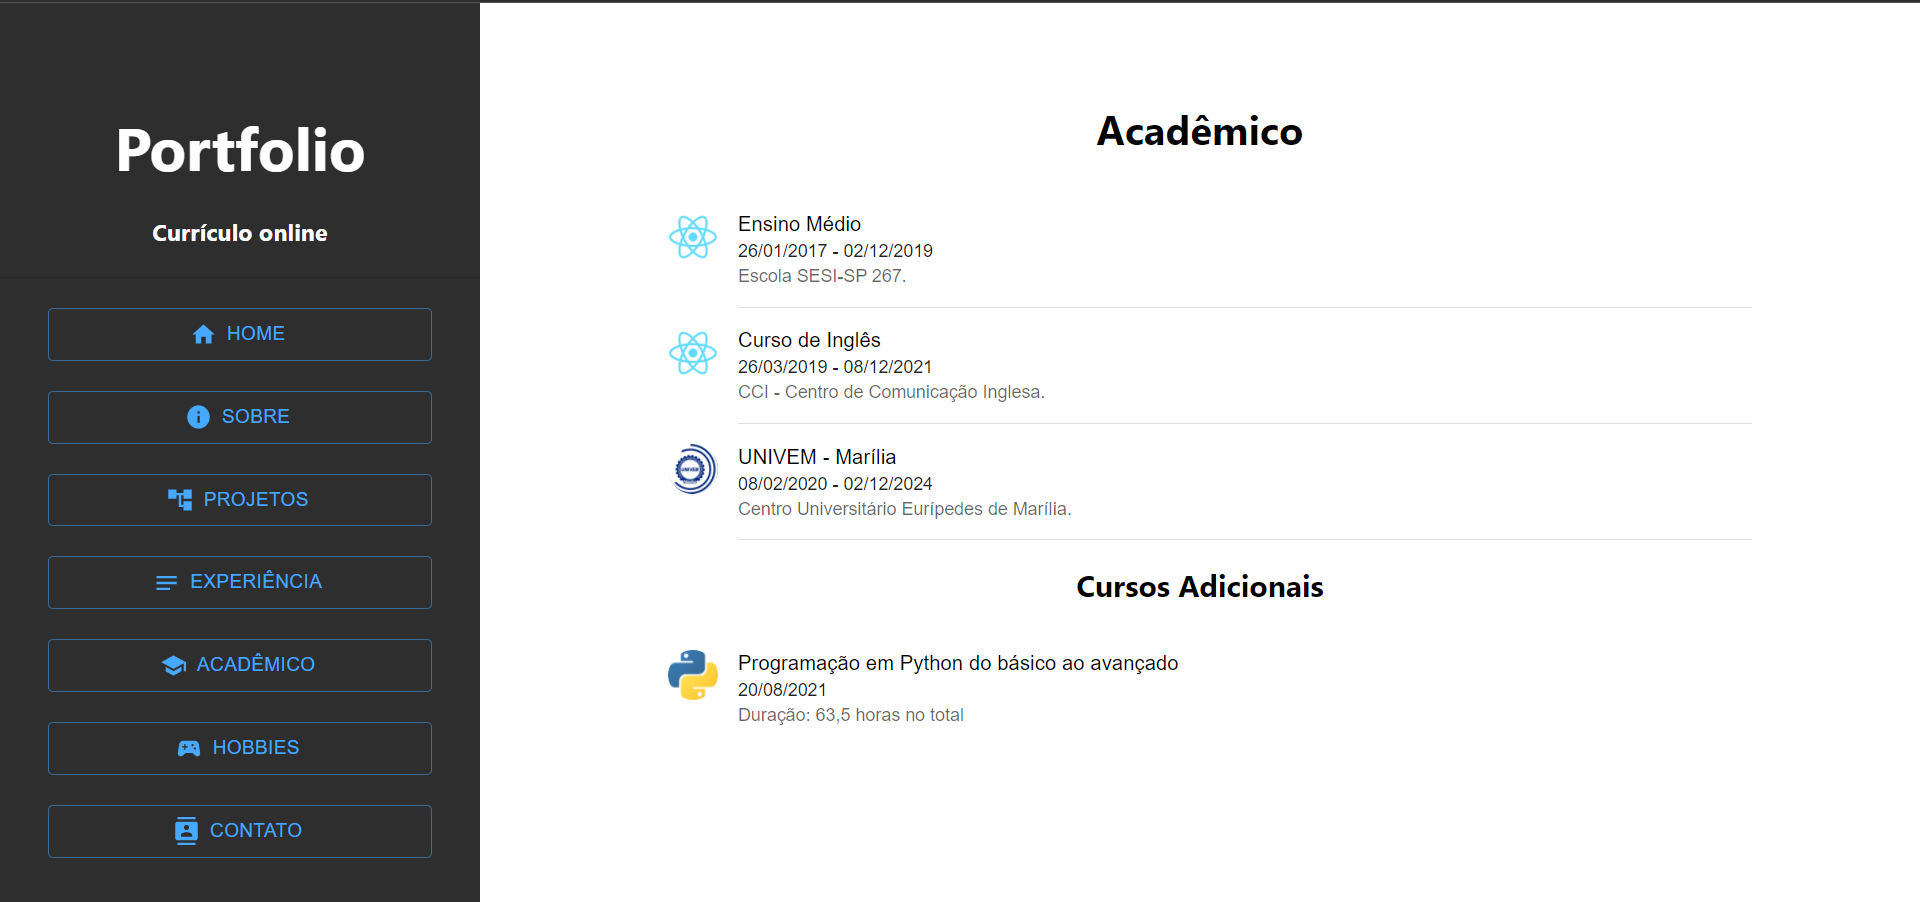 Portfolio
Currículo online
HOME
SOBRE
PROJETOS
EXPERIÊNCIA
ACADÊMICO
HOBBIES
CONTATO
Acadêmico
Ensino Médio
26/01/2017 - 02/12/2019
Escola SESI-SP 267.
Curso de Inglês
26/03/2019 - 08/12/2021
CCI - Centro de Comunicação Inglesa.
UNIVEM
UNIVEM - Marília
08/02/2020 - 02/12/2024
Centro Universitário Eurípedes de Marília.
Cursos Adicionais
Programação em Python do básico ao avançado
20/08/2021
Duração: 63,5 horas no total